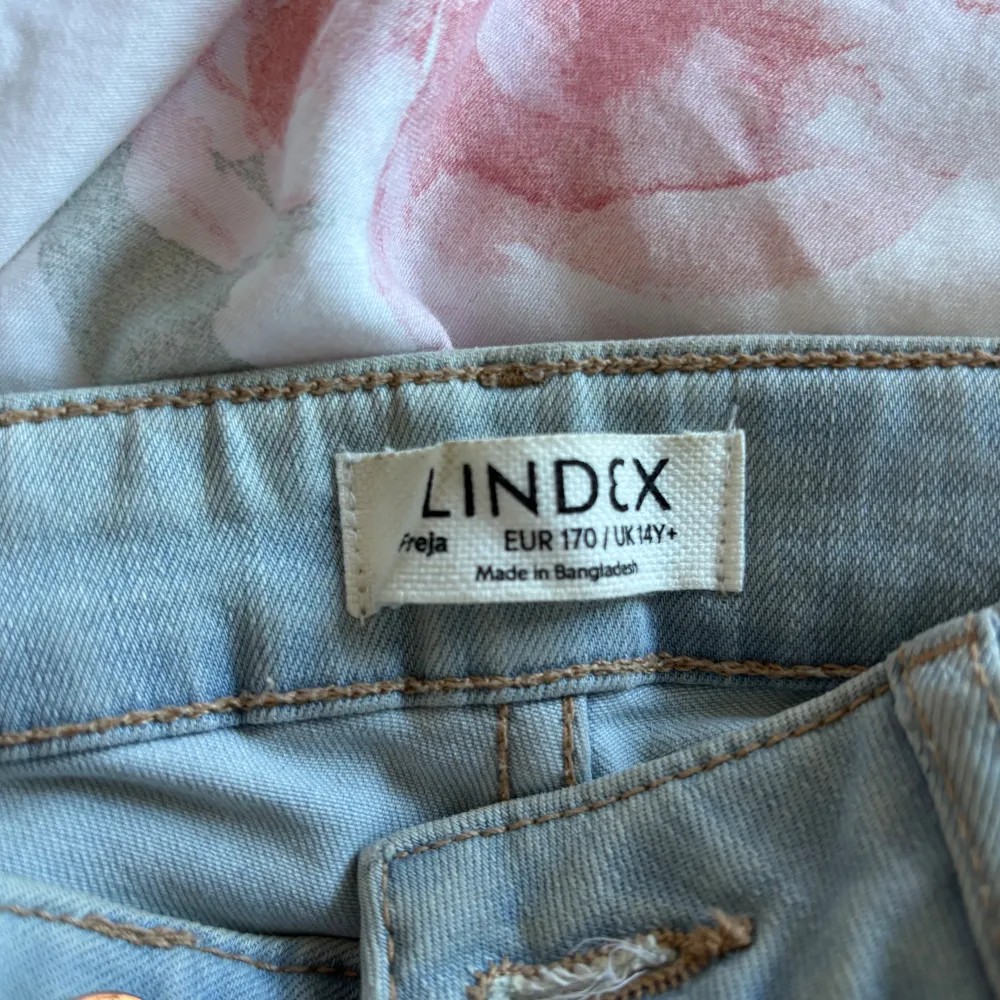 LINDEX
Freja EUR 170 / UK 14Y+
Made in Bangladesh